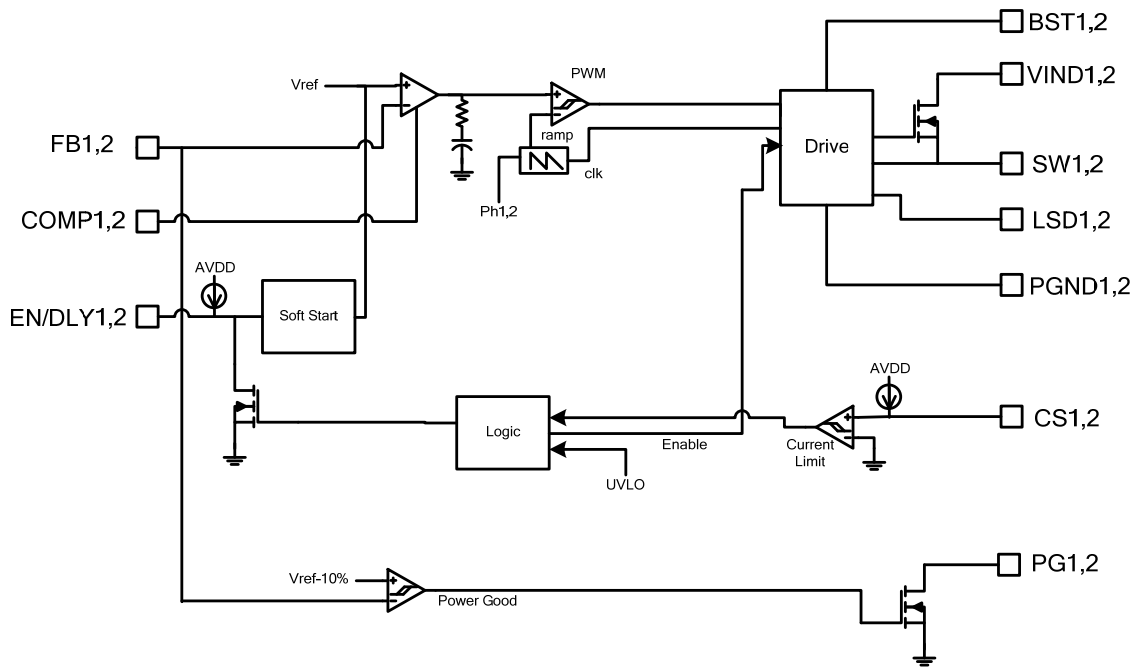 BST1,2
PWM
Vref
VIND1,2
FB1,2
ramp
Drive
clk
SW1,2
Ph1,2
COMP1,2
LSD1,2
AVDD
PGND1,2
EN/DLY1,2
Soft Start
AVDD
CS1,2
Logic
Enable
Current
Limit
UVLO
PG1,2
Vref-10%
Power Good